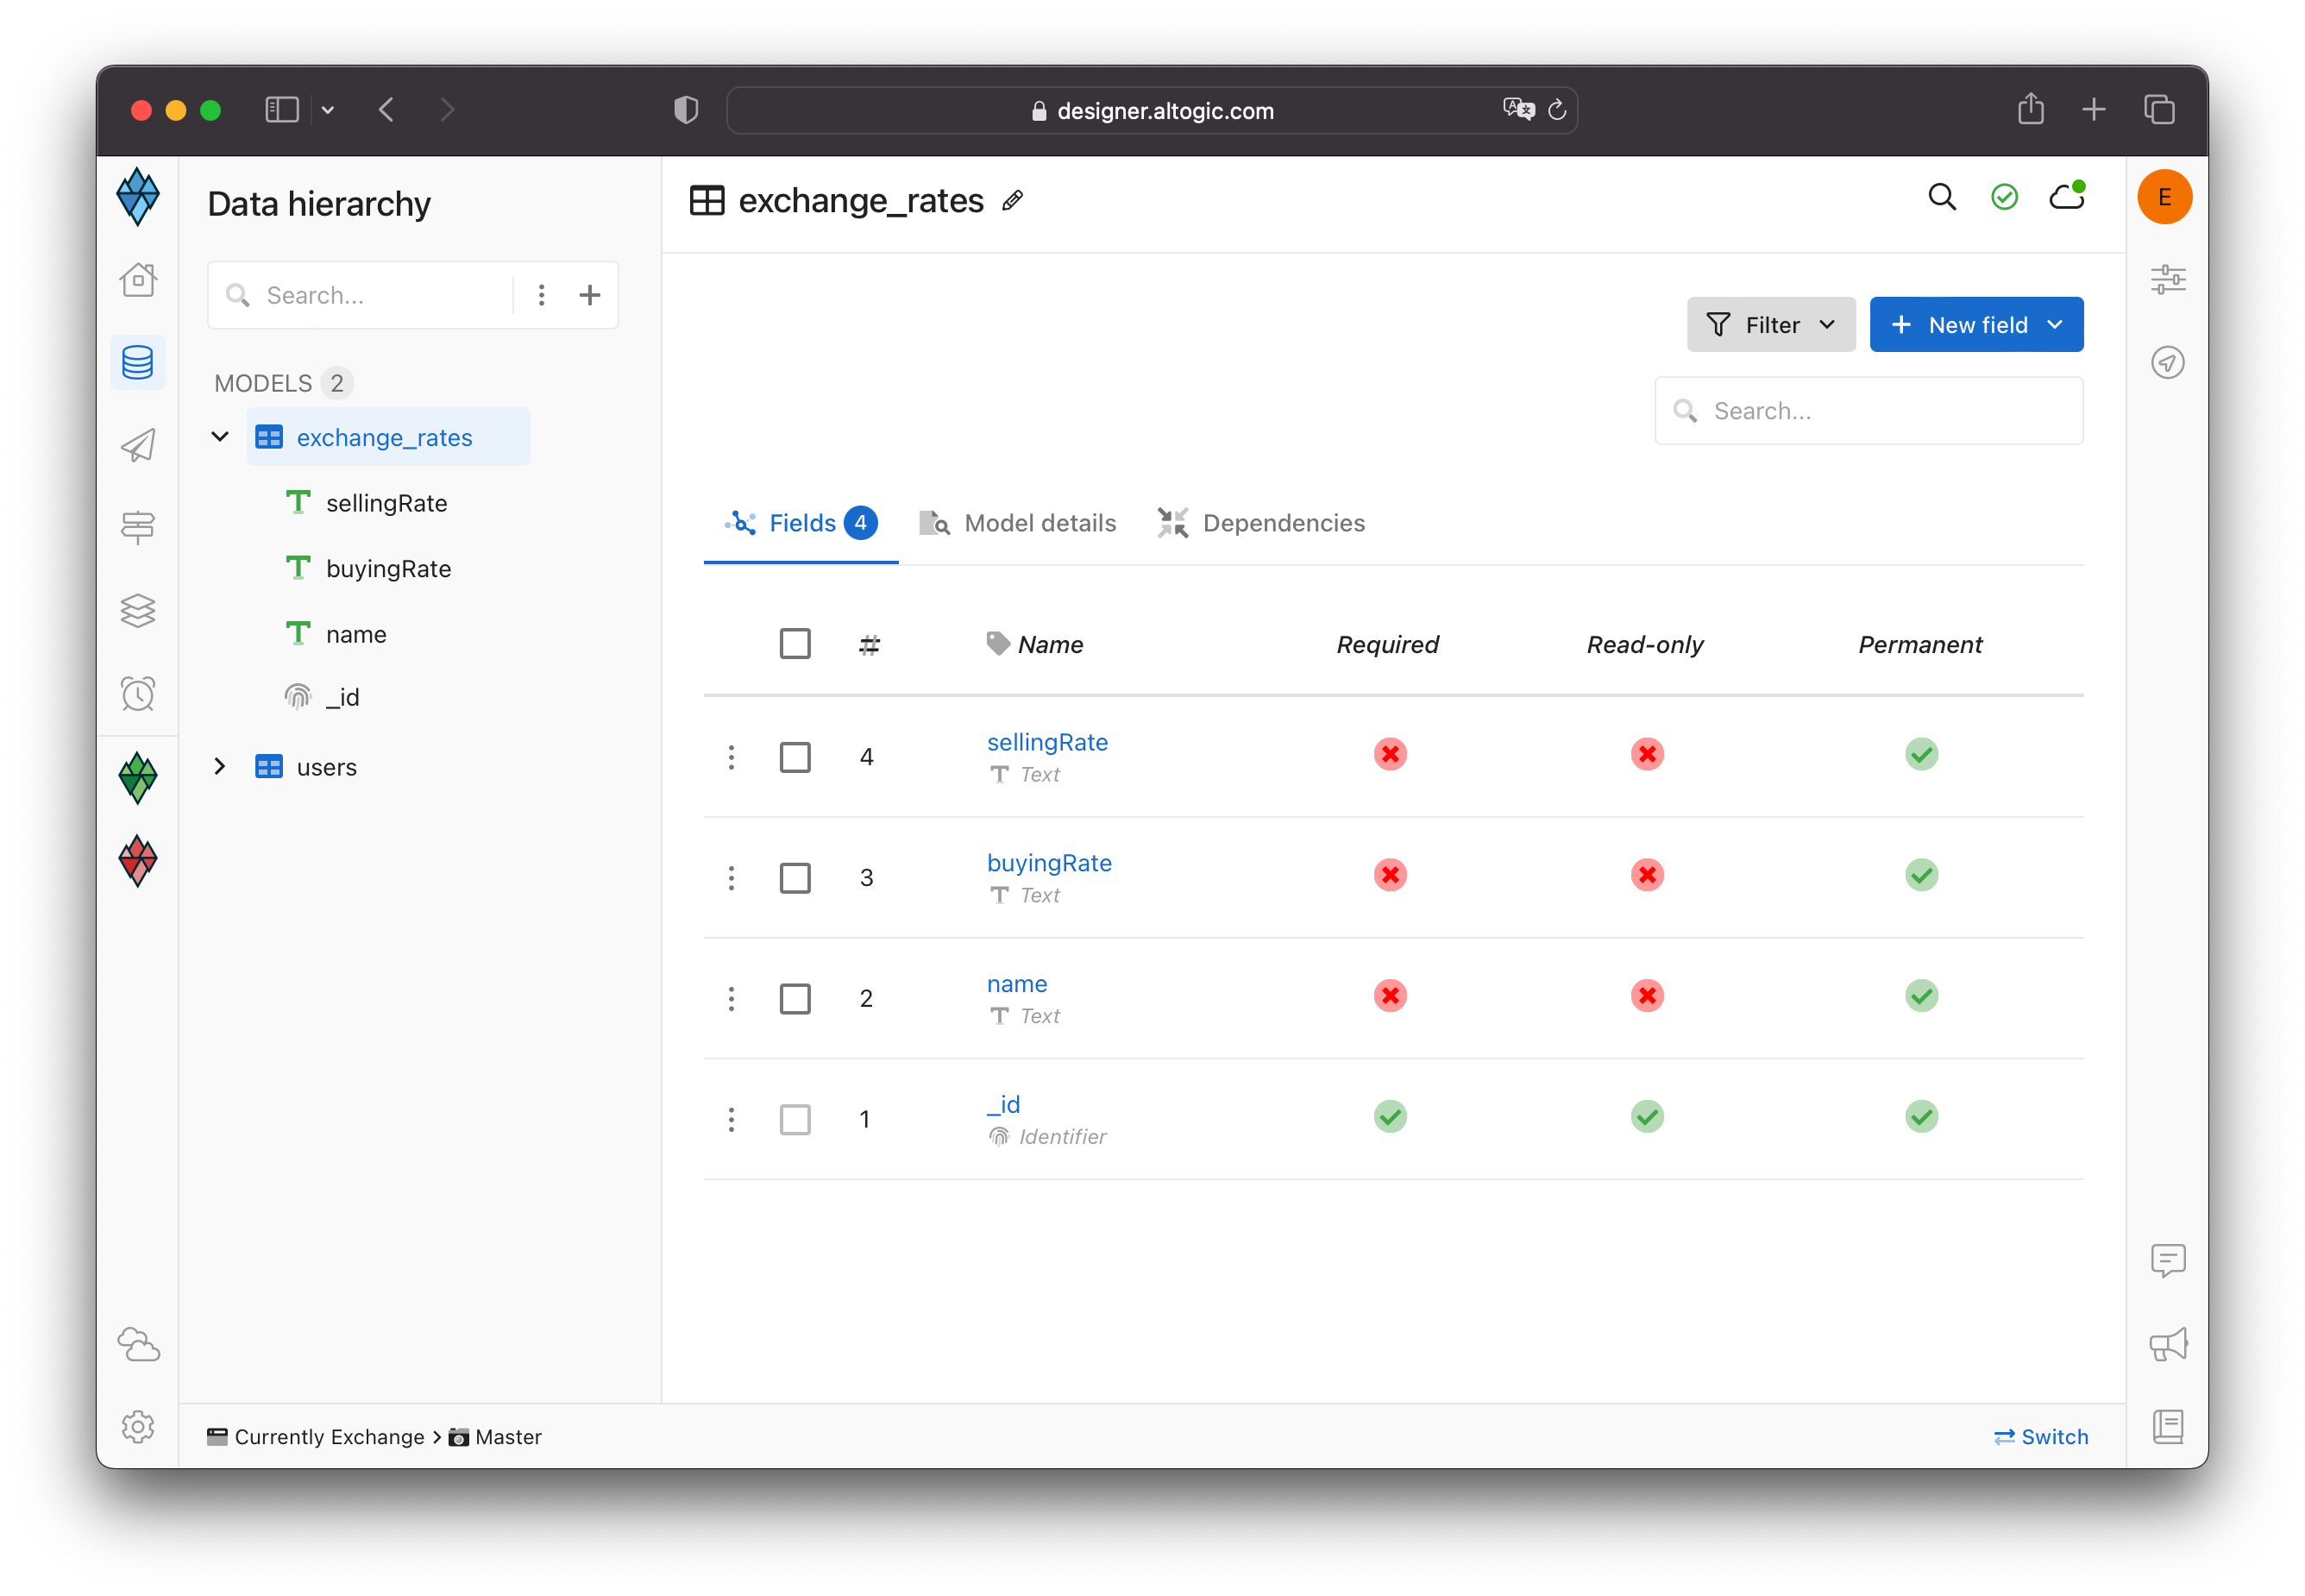 designer.altogic.com
Data hierarchy
exchange_rates
E
Search...
Filter
New field
MODELS 2
Search...
exchange_rates
sellingRate
buyingRate
name
_id
users
Fields 4
Model details
Dependencies
# Name Required Read-only Permanent
4 sellingRate
Text
3 buyingRate
Text
2 name
Text
1 _id
Identifier
Currently Exchange > Master
Switch